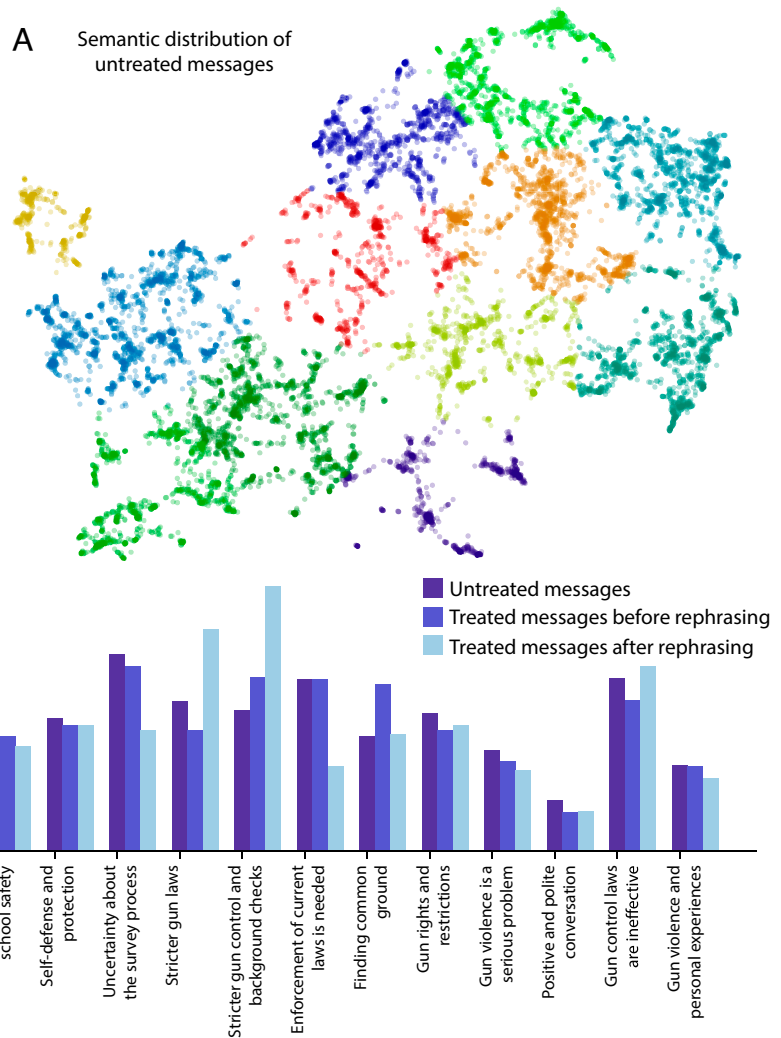 A
Semantic distribution of
untreated messages
Untreated messages
Treated messages before rephrasing
Treated messages after rephrasing
school safety
Self-defense and
protection
Uncertainty about
the survey process
Stricter gun laws
Stricter gun control and
background checks
Enforcement of current
laws is needed
Finding common
ground
Gun rights and
restrictions
Gun violence is a
serious problem
Positive and polite
conversation
Gun control laws
are ineffective
Gun violence and
personal experiences